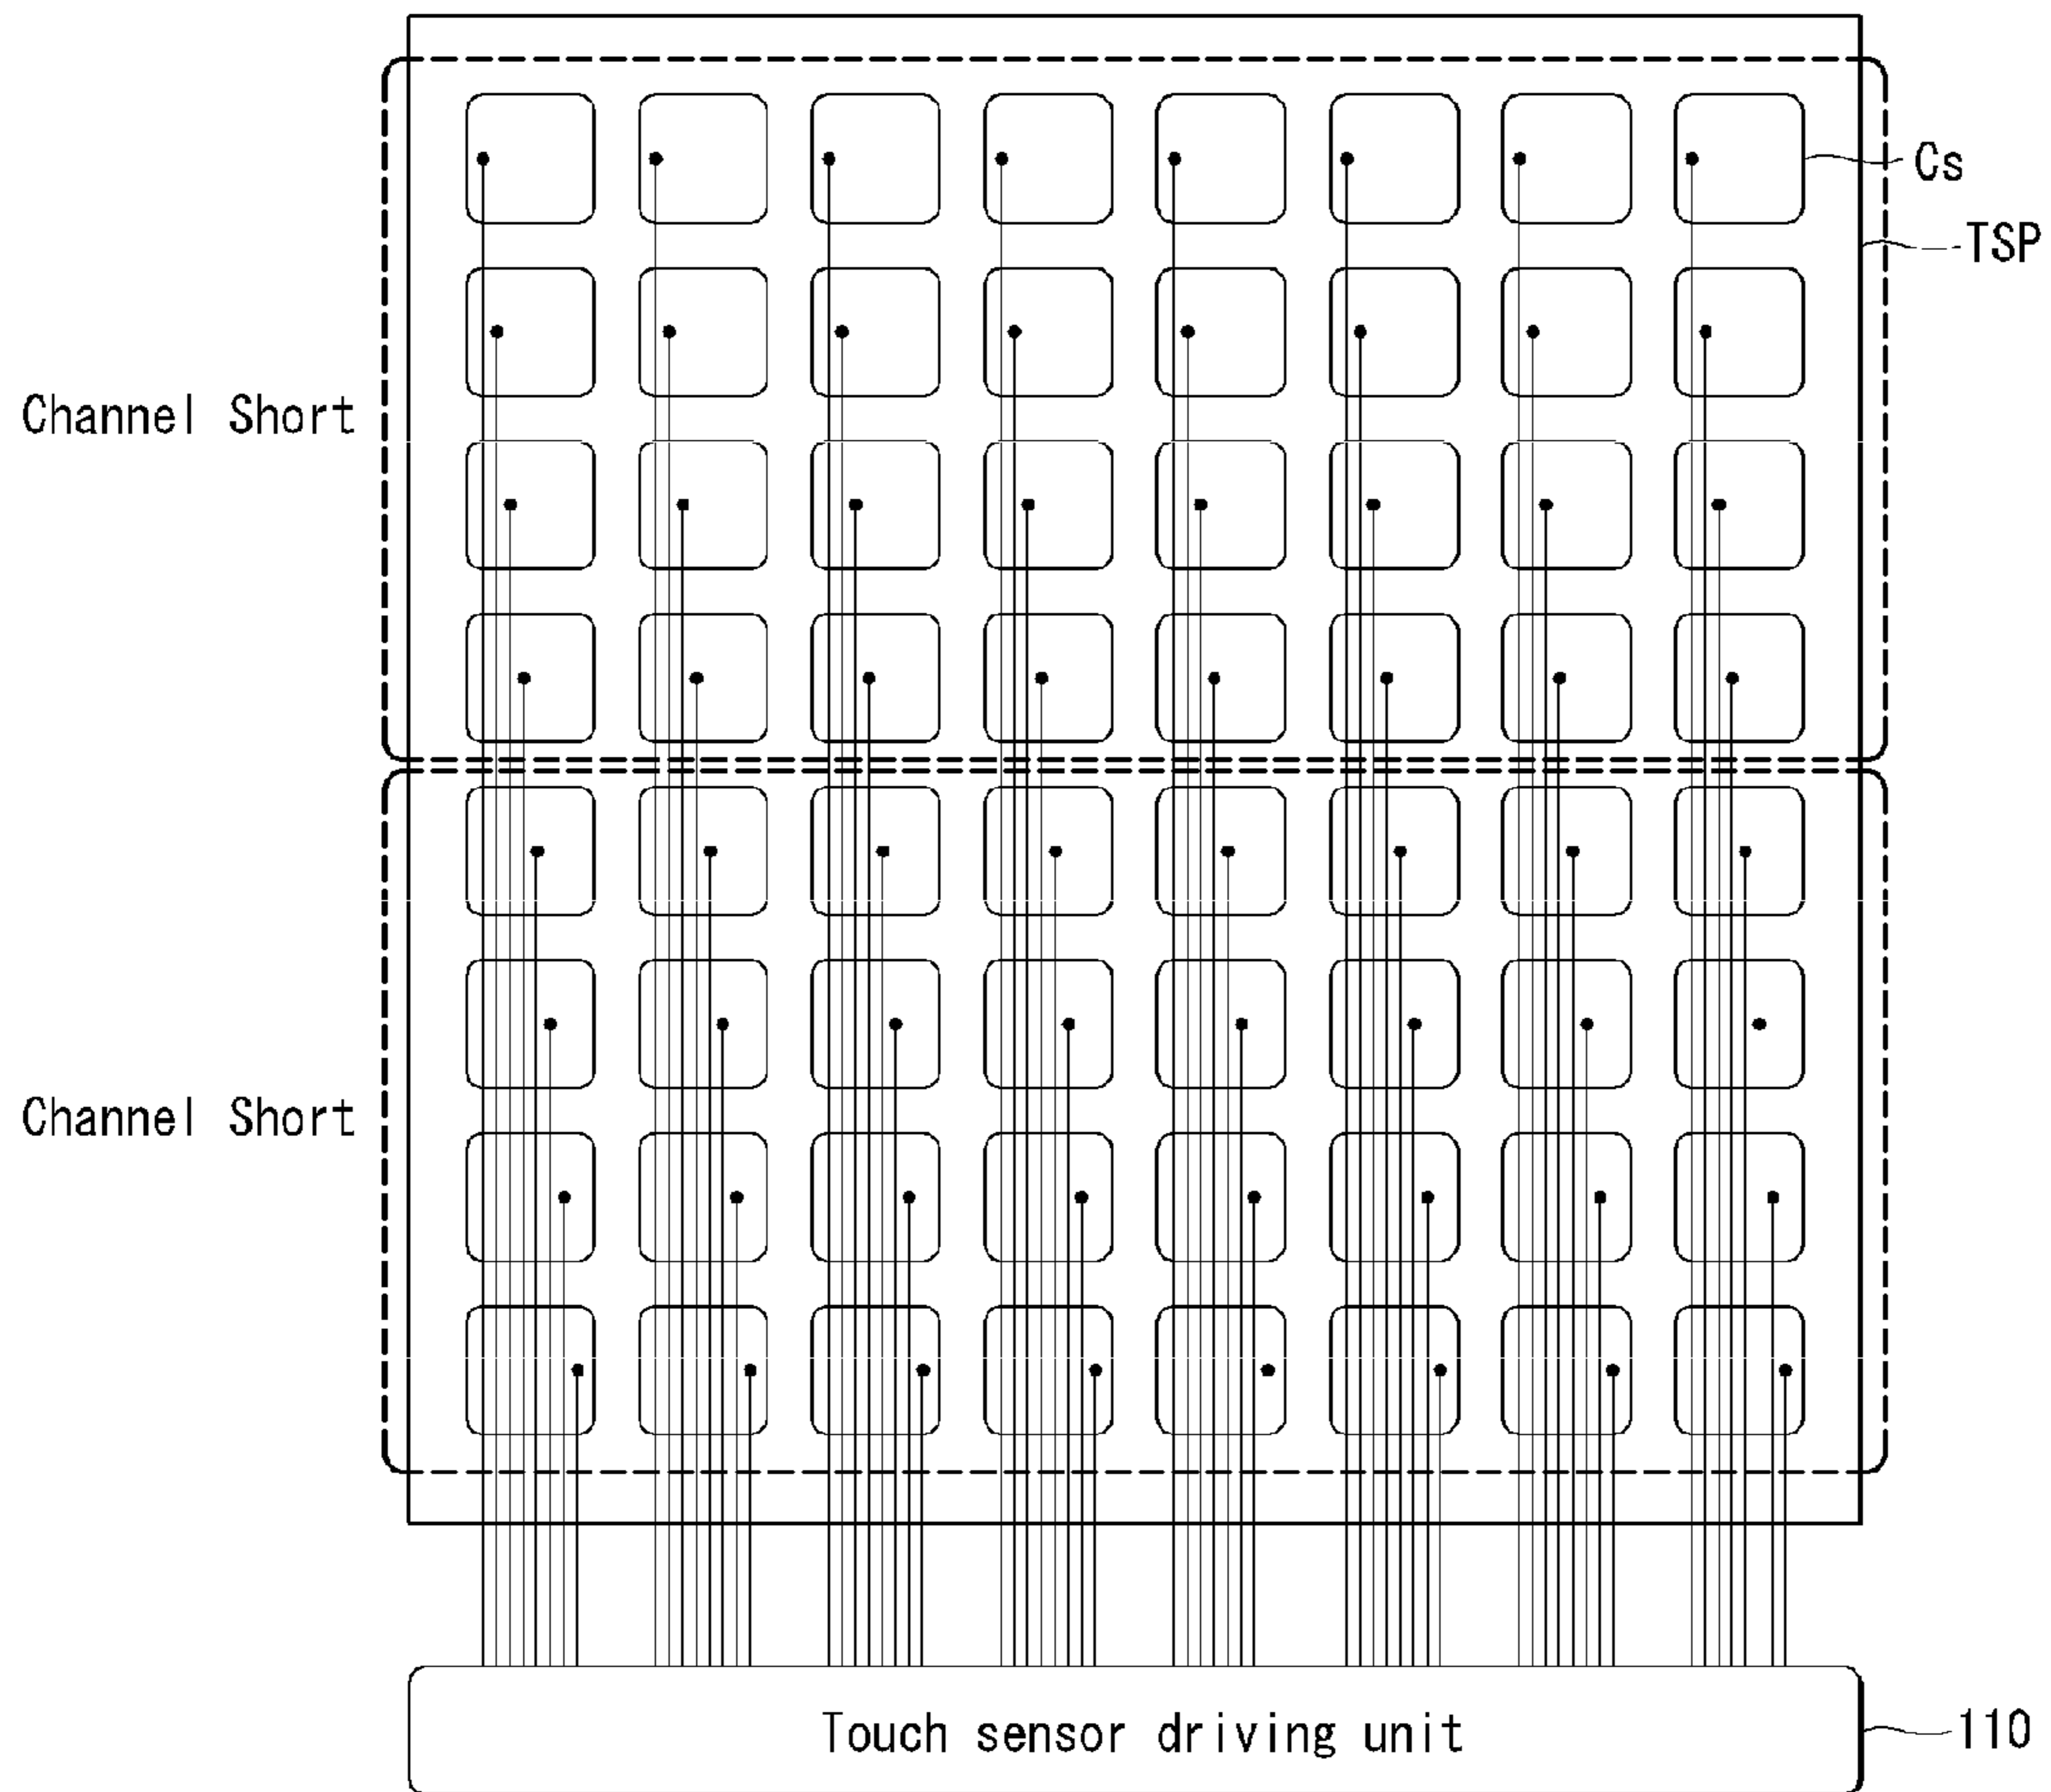 Cs
TSP
Channel Short
Channel Short
Touch sensor driving unit
110